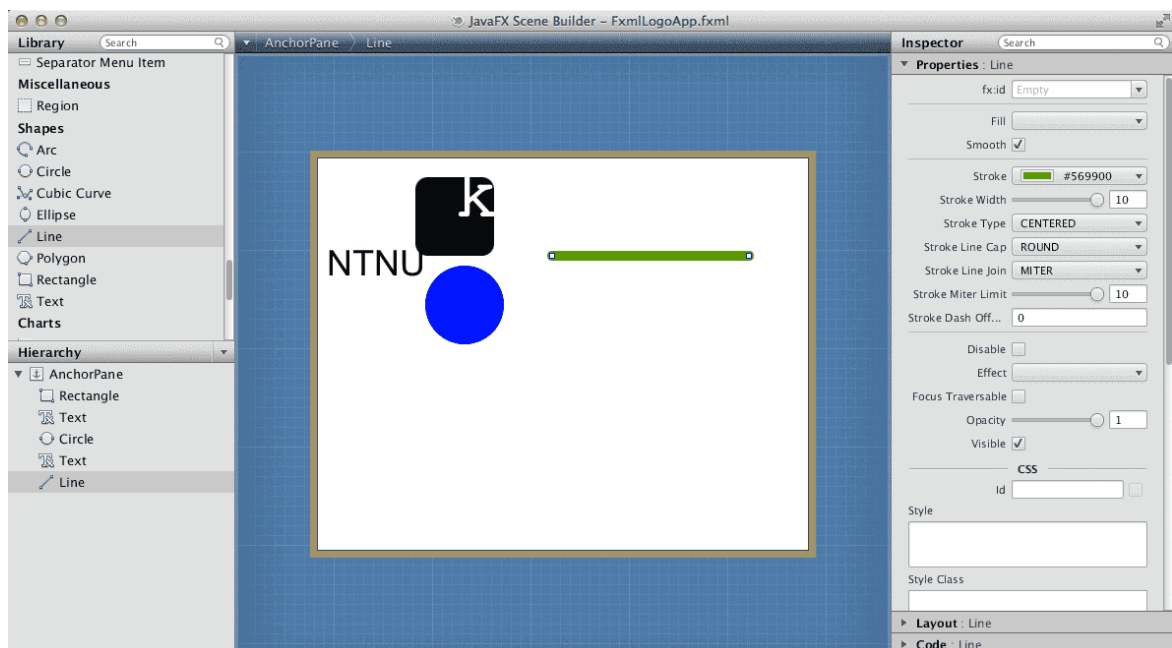 JavaFX Scene Builder – FxmlLogoApp.fxml
Library
Search
Separator Menu Item
Miscellaneous
Region
Shapes
Arc
Circle
Cubic Curve
Ellipse
Line
Polygon
Rectangle
Text
Charts
Hierarchy
AnchorPane
Rectangle
Text
Circle
Text
Line
AnchorPane
Line
k
NTNU
Inspector
Search
Properties : Line
fx:id Empty
Fill
Smooth
Stroke #569900
Stroke Width 10
Stroke Type CENTERED
Stroke Line Cap ROUND
Stroke Line Join MITER
Stroke Miter Limit 10
Stroke Dash Off... 0
Disable
Effect
Focus Traversable
Opacity 1
Visible
CSS
Id
Style
Style Class
Layout : Line
Code : Line